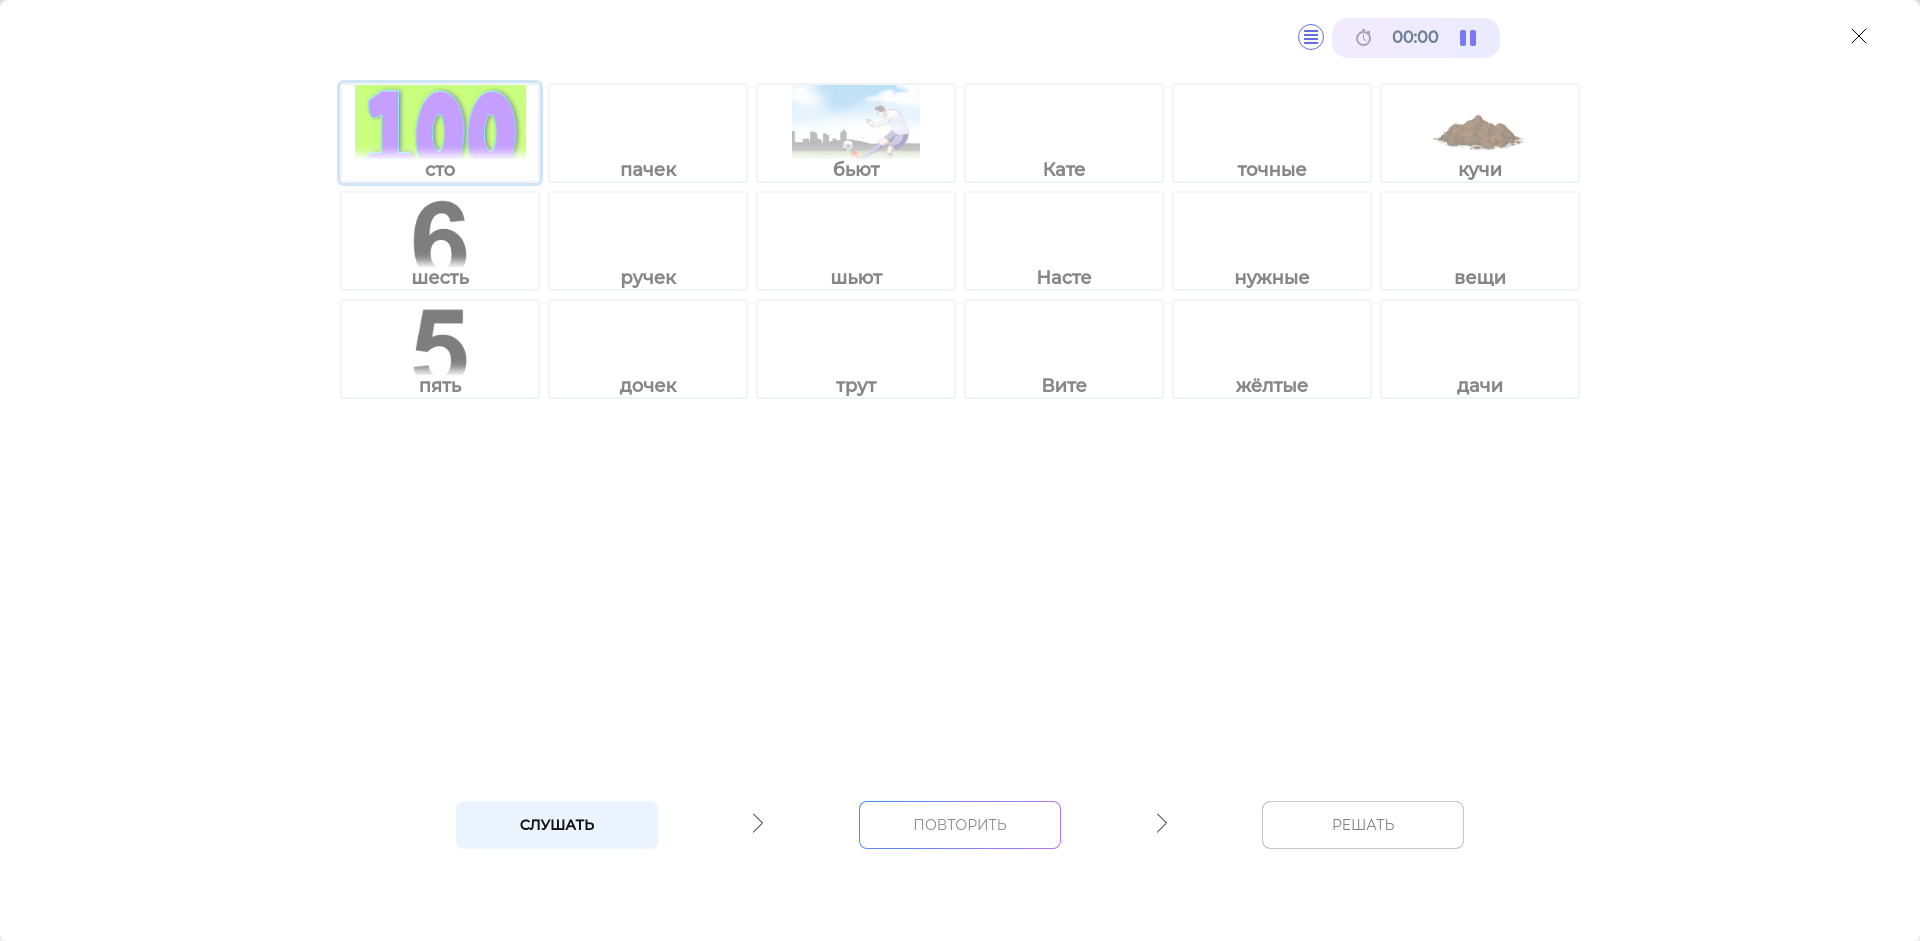 00:00
100
сто пачек бьют Кате точные кучи
6
шесть ручек шьют Насте нужные вещи
5
пять дочек трут Вите жёлтые дачи
СЛУШАТЬ ПОВТОРИТЬ РЕШАТЬ